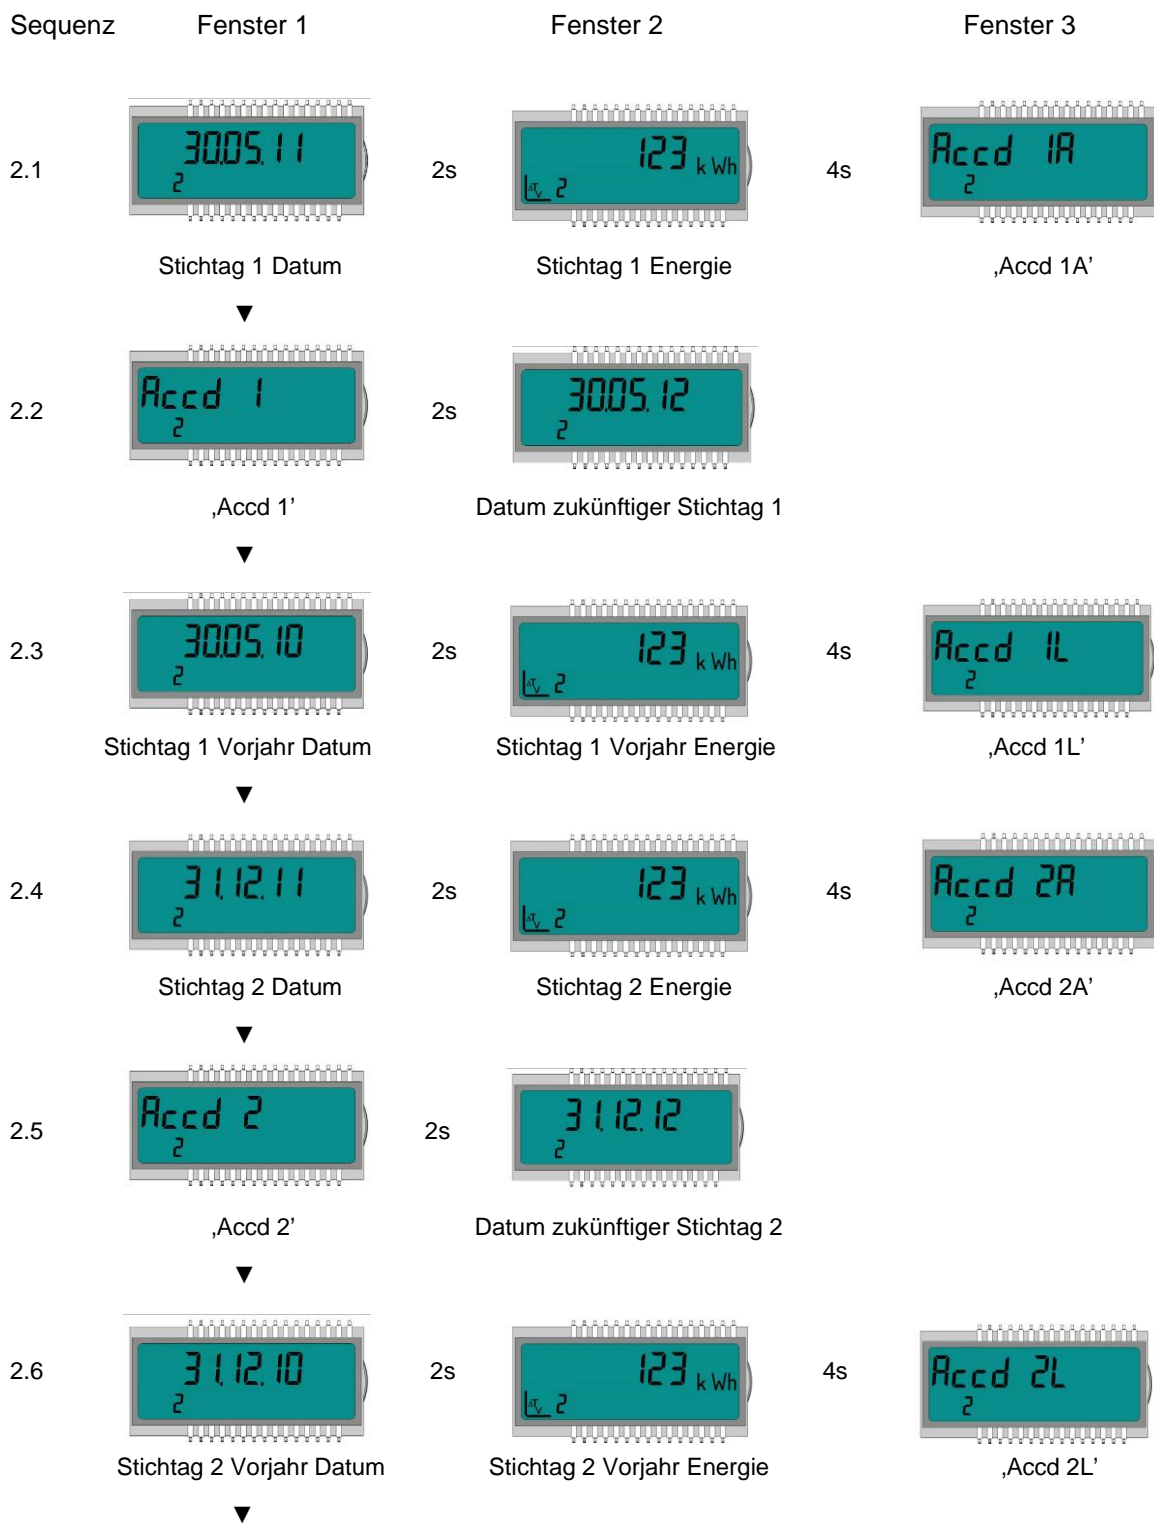 Sequenz Fenster 1 Fenster 2 Fenster 3
2.1 30.05.11 2 2s 123 kWh ΔT V 2 4s Accd 1A 2
Stichtag 1 Datum Stichtag 1 Energie ‚Accd 1A’
▼
2.2 Accd 1 2 2s 30.05.12 2
‚Accd 1’ Datum zukünftiger Stichtag 1
▼
2.3 30.05.10 2 2s 123 kWh ΔT V 2 4s Accd 1L 2
Stichtag 1 Vorjahr Datum Stichtag 1 Vorjahr Energie ‚Accd 1L’
▼
2.4 31.12.11 2 2s 123 kWh ΔT V 2 4s Accd 2A 2
Stichtag 2 Datum Stichtag 2 Energie ‚Accd 2A’
▼
2.5 Accd 2 2 2s 31.12.12 2
‚Accd 2’ Datum zukünftiger Stichtag 2
▼
2.6 31.12.10 2 2s 123 kWh ΔT V 2 4s Accd 2L 2
Stichtag 2 Vorjahr Datum Stichtag 2 Vorjahr Energie ‚Accd 2L’
▼